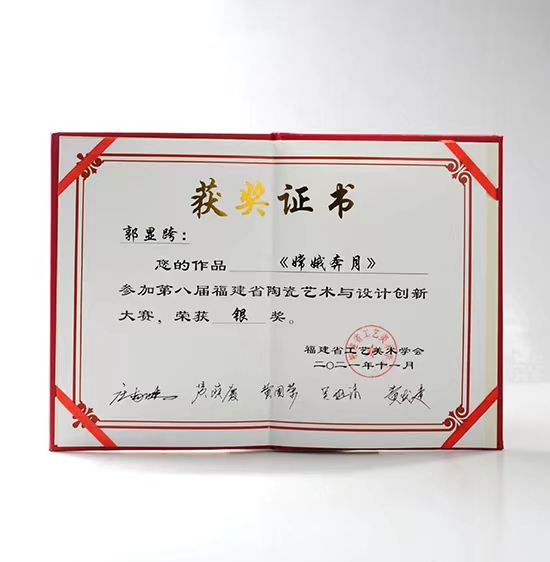 获奖证书
郭显跨：
您的作品《嫦娥奔月》
参加第八届福建省陶瓷艺术与设计创新
大赛，荣获银奖。
福建省工艺美术学会
二〇二一年十一月